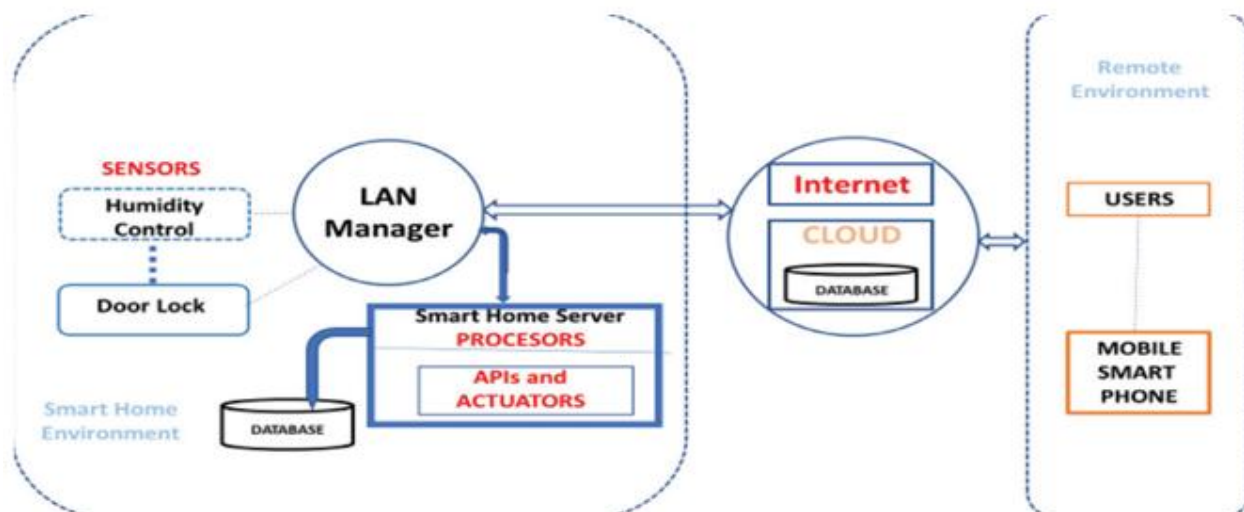 SENSORS
Humidity
Control
Door Lock
LAN
Manager
Smart Home Server
PROCESORS
APIs and
ACTUATORS
DATABASE
Smart Home
Environment
Internet
CLOUD
DATABASE
Remote
Environment
USERS
MOBILE
SMART
PHONE